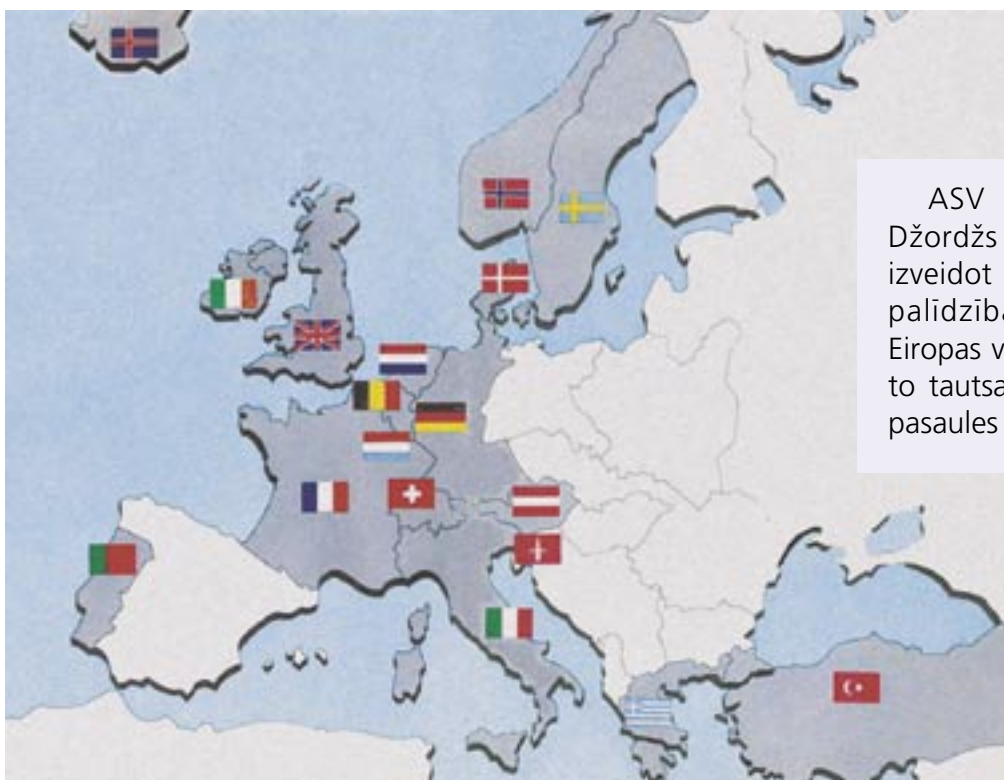 ASV
Džordžs
izveidot
palīdzība
Eiropas v
to tautsa
pasaules